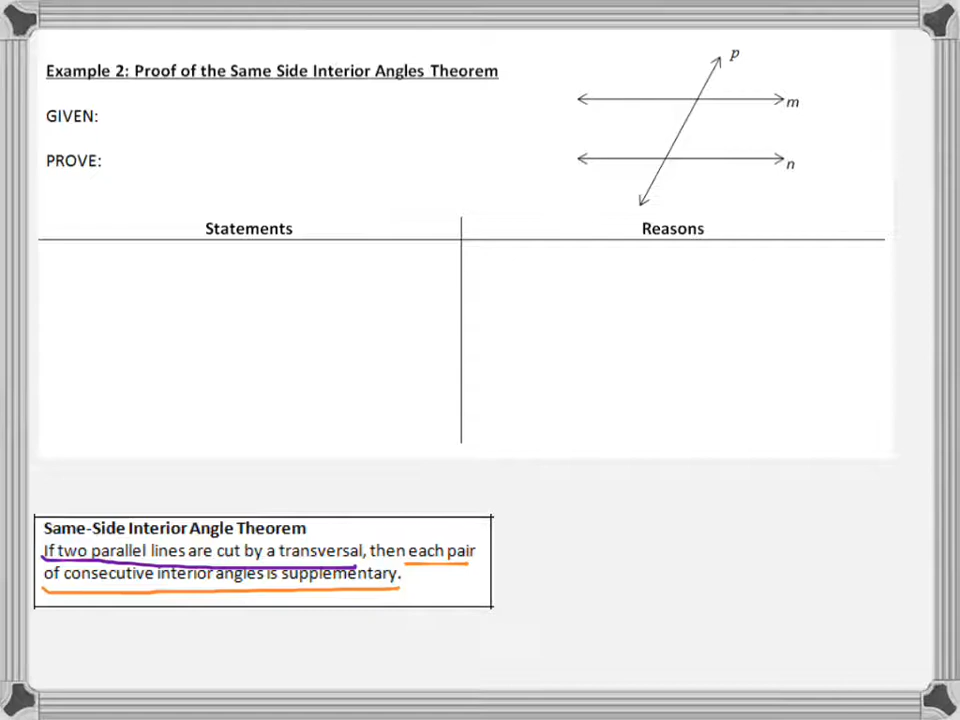 Example 2: Proof of the Same Side Interior Angles Theorem
p
GIVEN:
m
PROVE:
n
Statements
Reasons
Same-Side Interior Angle Theorem
If two parallel lines are cut by a transversal, then each pair
of consecutive interior angles is supplementary.